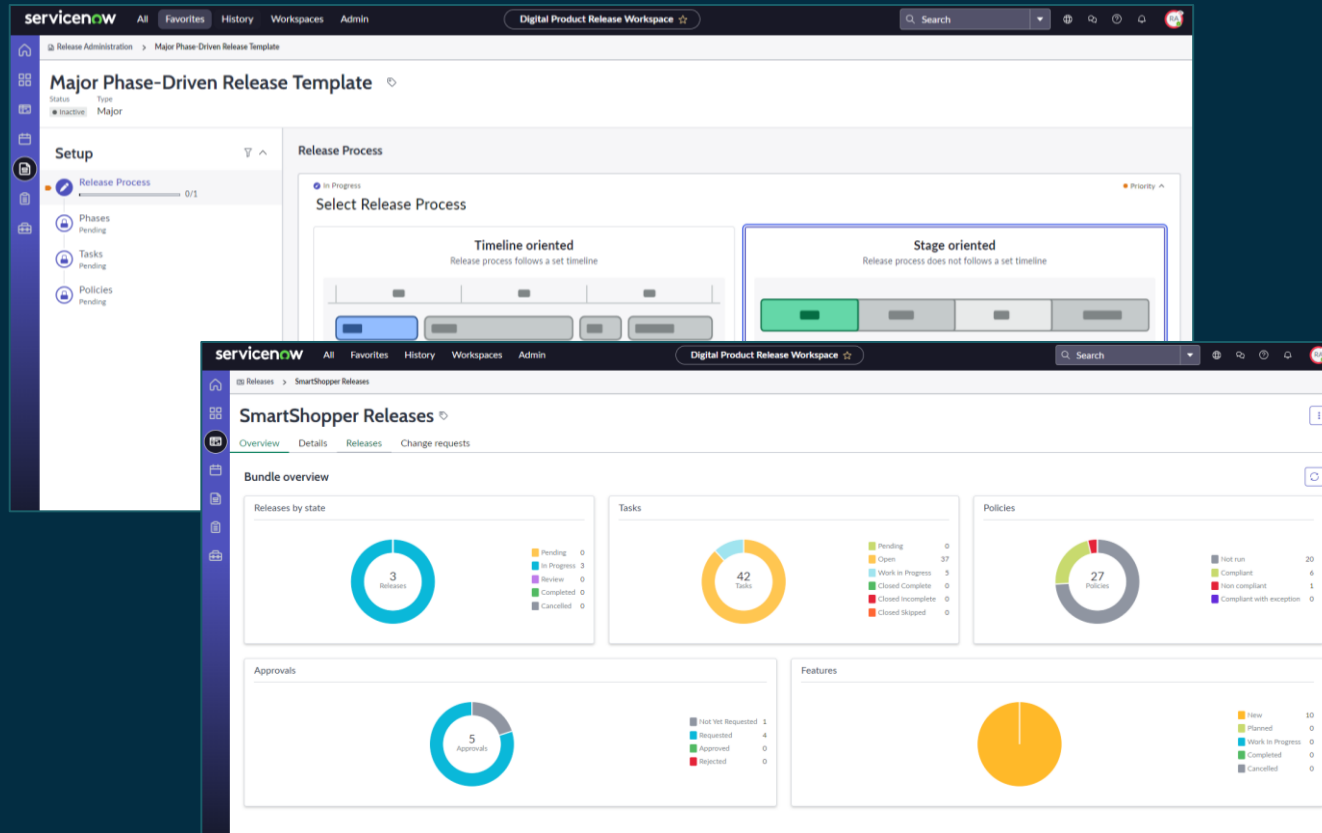 servicenow All Favorites History Workspaces Admin Digital Product Release Workspace Search RA
Release Administration > Major Phase-Driven Release Template
Major Phase-Driven Release Template
Status Type
Inactive Major
Setup
Release Process
0/1
Phases
Pending
Tasks
Pending
Policies
Pending
Release Process
In Progress Priority
Select Release Process
Timeline oriented
Release process follows a set timeline
Stage oriented
Release process does not follow a set timeline
servicenow All Favorites History Workspaces Admin Digital Product Release Workspace Search RA
Releases > SmartShopper Releases
SmartShopper Releases
Overview Details Releases Change requests
Bundle overview
Releases by state
3
Releases
Pending 0
In Progress 3
Review 0
Completed 0
Cancelled 0
Tasks
42
Tasks
Pending 0
Open 37
Work in Progress 5
Closed Complete 0
Closed Incomplete 0
Closed Skipped 0
Policies
27
Policies
Not run 20
Compliant 6
Non compliant 1
Compliant with exception 0
Approvals
5
Approvals
Not Yet Requested 1
Requested 4
Approved 0
Rejected 0
Features
New 10
Planned 0
Work in Progress 0
Completed 0
Cancelled 0